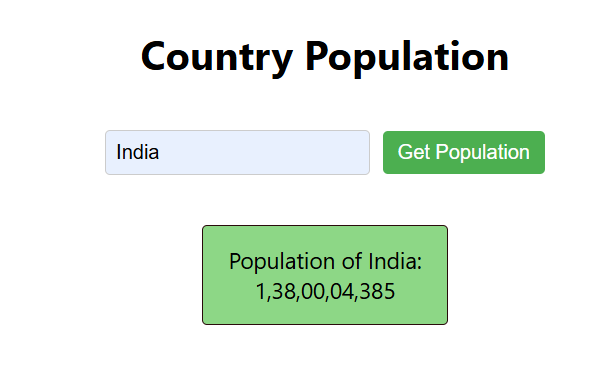 Country Population
India
Get Population
Population of India:
1,38,00,04,385